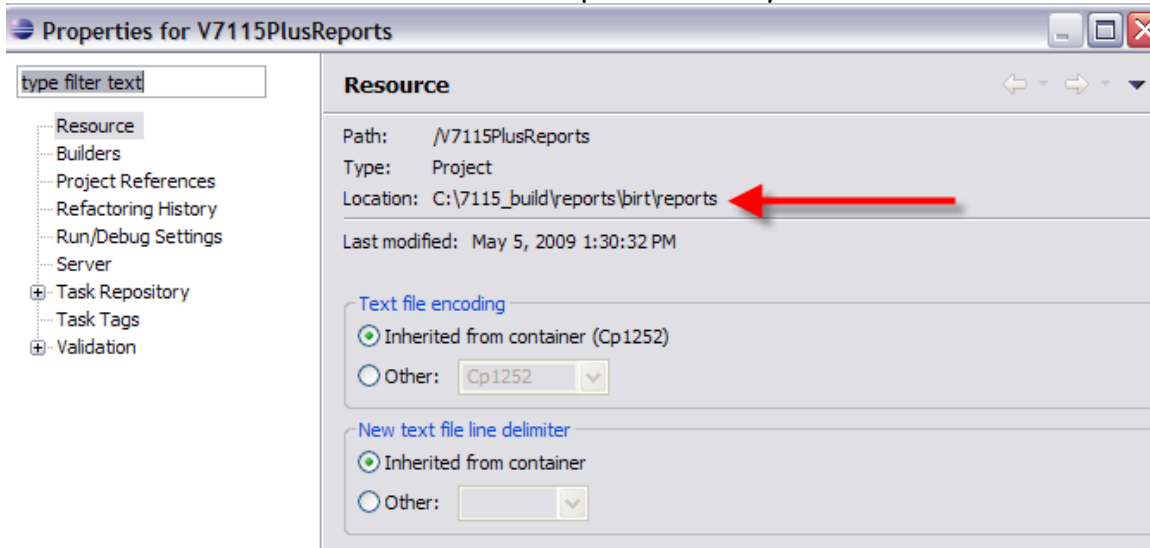 Properties for V7115PlusReports
type filter text
Resource
Builders
Project References
Refactoring History
Run/Debug Settings
Server
Task Repository
Task Tags
Validation
Resource
Path: /V7115PlusReports
Type: Project
Location: C:\7115_build\reports\birt\reports
Last modified: May 5, 2009 1:30:32 PM
Text file encoding
Inherited from container (Cp1252)
Other: Cp1252
New text file line delimiter
Inherited from container
Other: